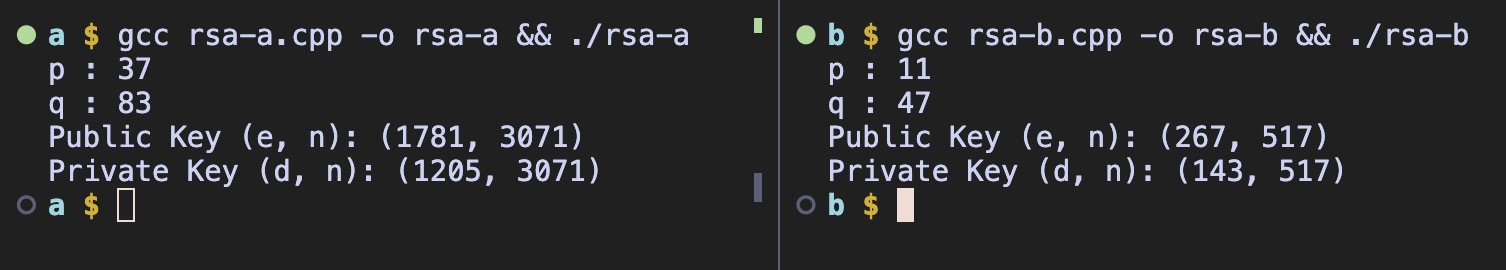 a $ gcc rsa-a.cpp -o rsa-a && ./rsa-a
p : 37
q : 83
Public Key (e, n): (1781, 3071)
Private Key (d, n): (1205, 3071)
a $
b $ gcc rsa-b.cpp -o rsa-b && ./rsa-b
p : 11
q : 47
Public Key (e, n): (267, 517)
Private Key (d, n): (143, 517)
b $